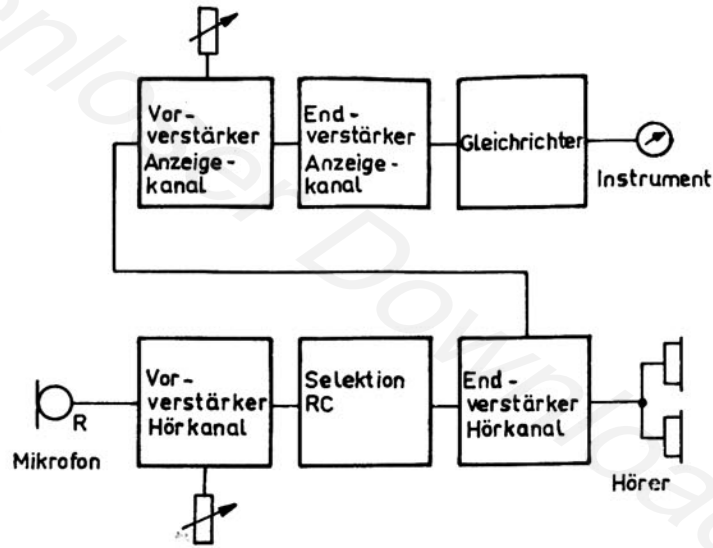 Vor-
verstärker
Anzeige-
kanal
End-
verstärker
Anzeige-
kanal
Gleichrichter
Instrument
Vor-
verstärker
Hörkanal
Selektion
RC
End-
verstärker
Hörkanal
R
Mikrofon
Hörer